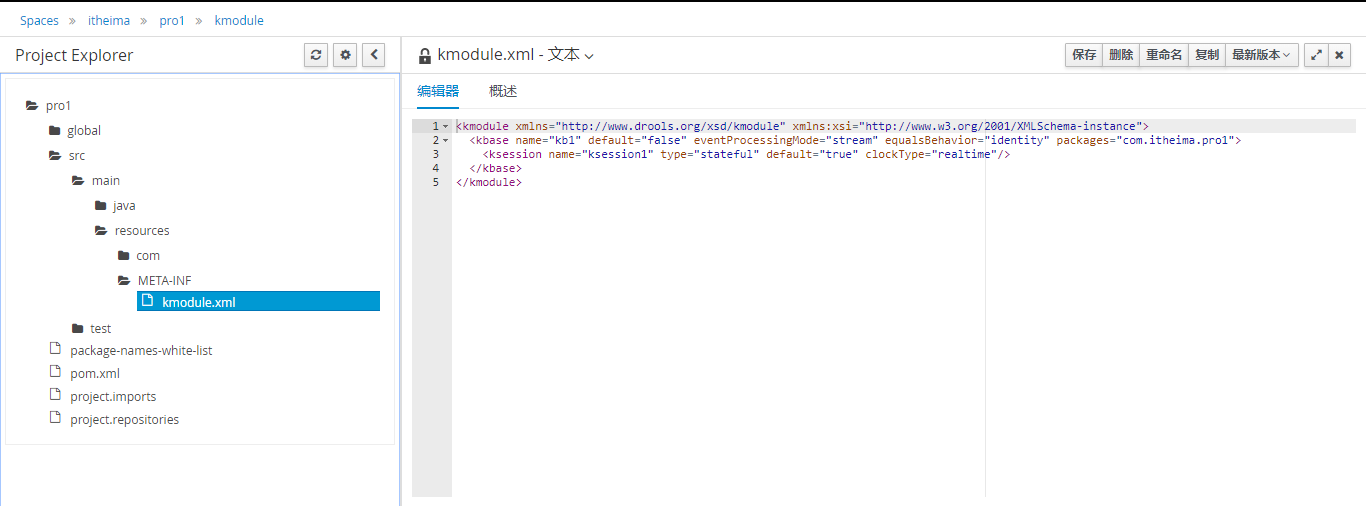 Spaces » itheima » pro1 » kmodule
Project Explorer
pro1
global
src
main
java
resources
com
META-INF
kmodule.xml
test
package-names-white-list
pom.xml
project.imports
project.repositories
kmodule.xml - 文本
保存 删除 重命名 复制 最新版本
编辑器 概述
1 <kmodule xmlns="http://www.drools.org/xsd/kmodule" xmlns:xsi="http://www.w3.org/2001/XMLSchema-instance">
2 <kbase name="kb1" default="false" eventProcessingMode="stream" equalsBehavior="identity" packages="com.itheima.pro1">
3 <ksession name="ksession1" type="stateful" default="true" clockType="realtime"/>
4 </kbase>
5 </kmodule>